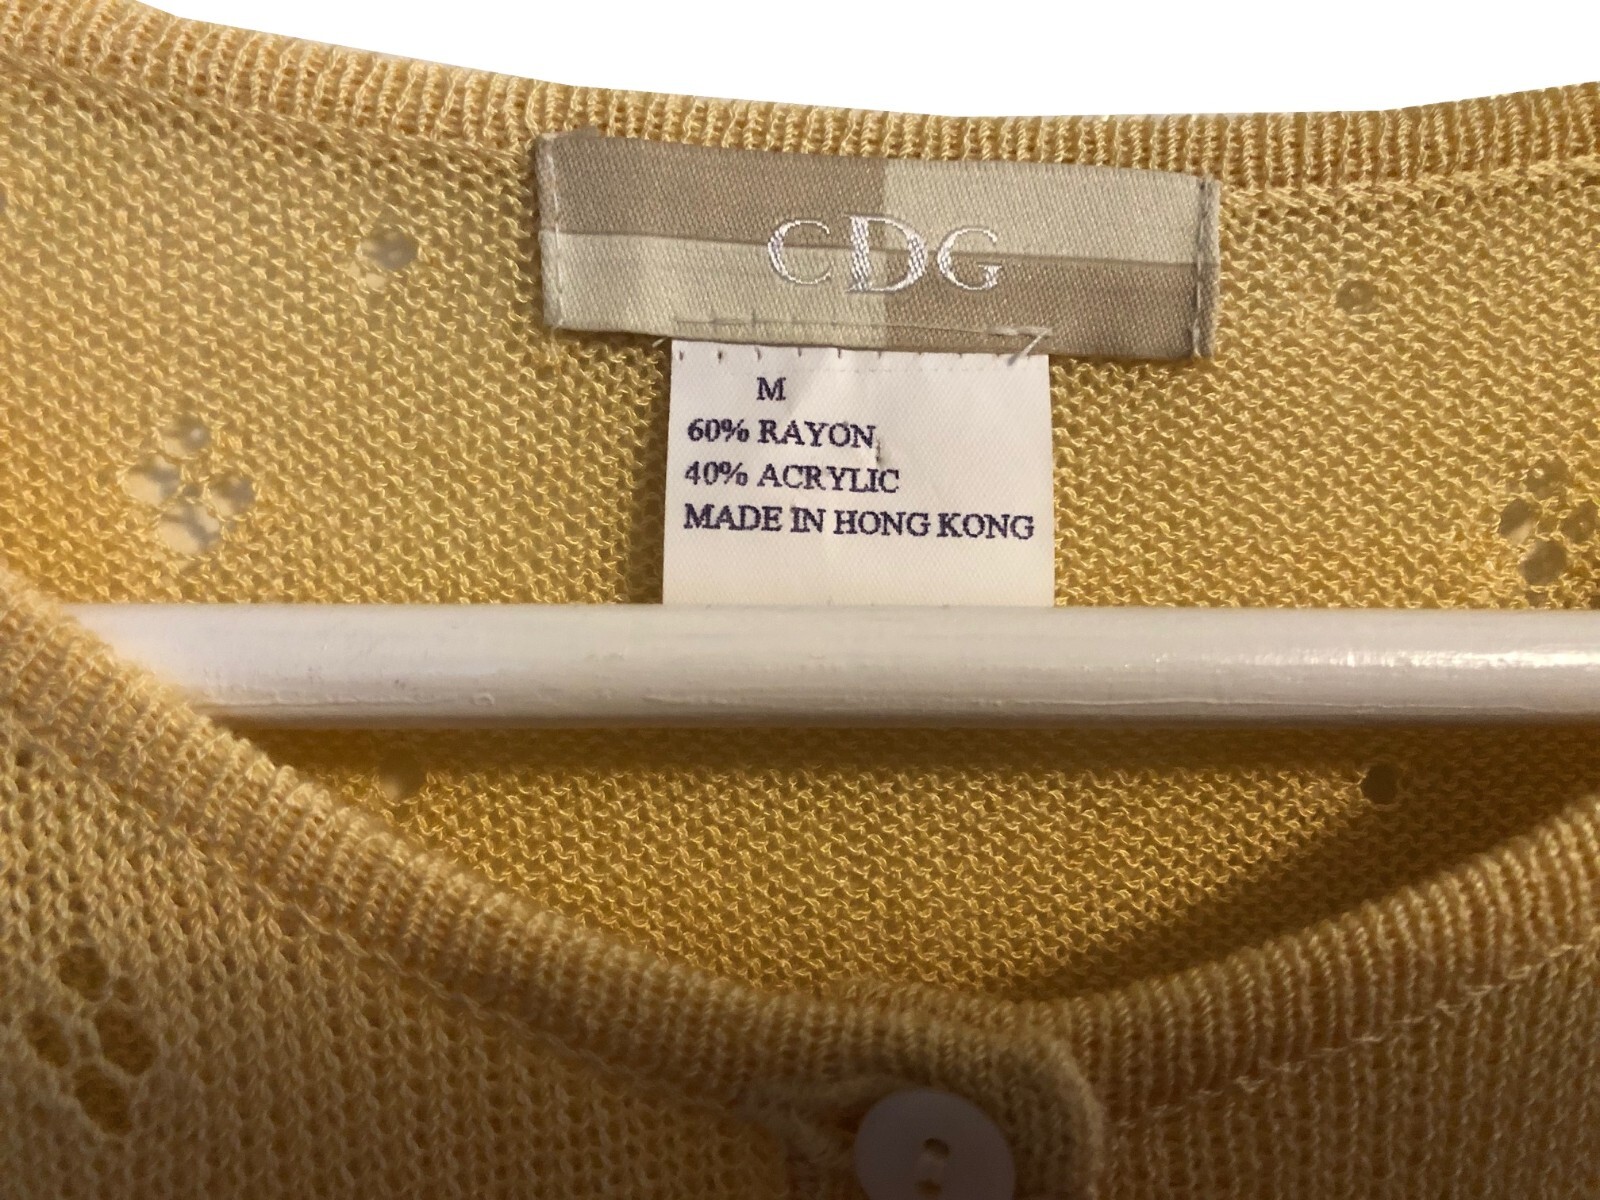 CDG
M
60% RAYON
40% ACRYLIC
MADE IN HONG KONG